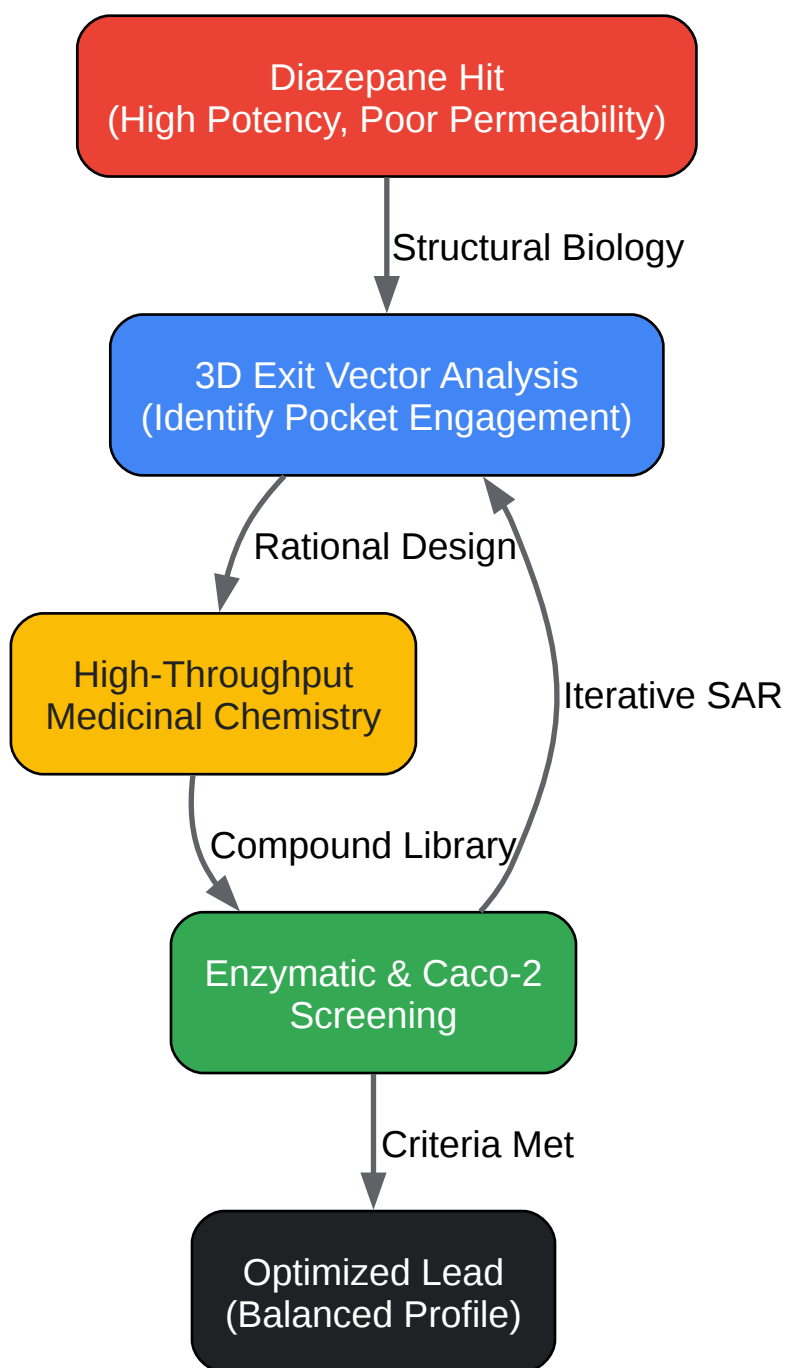 Diazepane Hit
(High Potency, Poor Permeability)
Structural Biology
3D Exit Vector Analysis
(Identify Pocket Engagement)
Rational Design
High-Throughput
Medicinal Chemistry
Iterative SAR
Compound Library
Enzymatic & Caco-2
Screening
Criteria Met
Optimized Lead
(Balanced Profile)